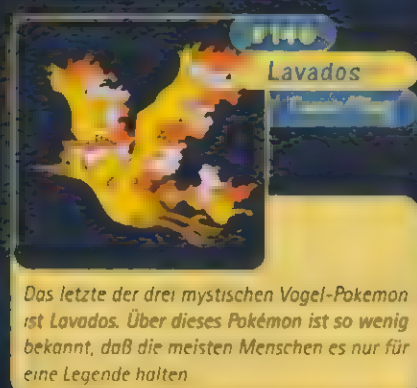 Lavados
Das letzte der drei mystischen Vogel-Pokemon
ist Lavados. Über dieses Pokémon ist so wenig
bekannt, daß die meisten Menschen es nur für
eine Legende halten